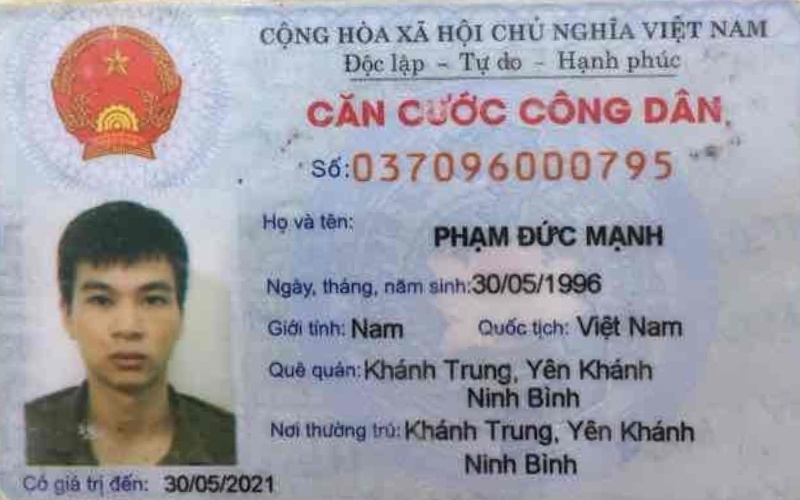 CỘNG HÒA XÃ HỘI CHỦ NGHĨA VIỆT NAM
Độc lập - Tự do - Hạnh phúc
CĂN CƯỚC CÔNG DÂN
Số: 037096000795
Họ và tên:
PHẠM ĐỨC MẠNH
Ngày, tháng, năm sinh: 30/05/1996
Giới tính: Nam Quốc tịch: Việt Nam
Quê quán: Khánh Trung, Yên Khánh
Ninh Bình
Nơi thường trú: Khánh Trung, Yên Khánh
Ninh Bình
Có giá trị đến: 30/05/2021